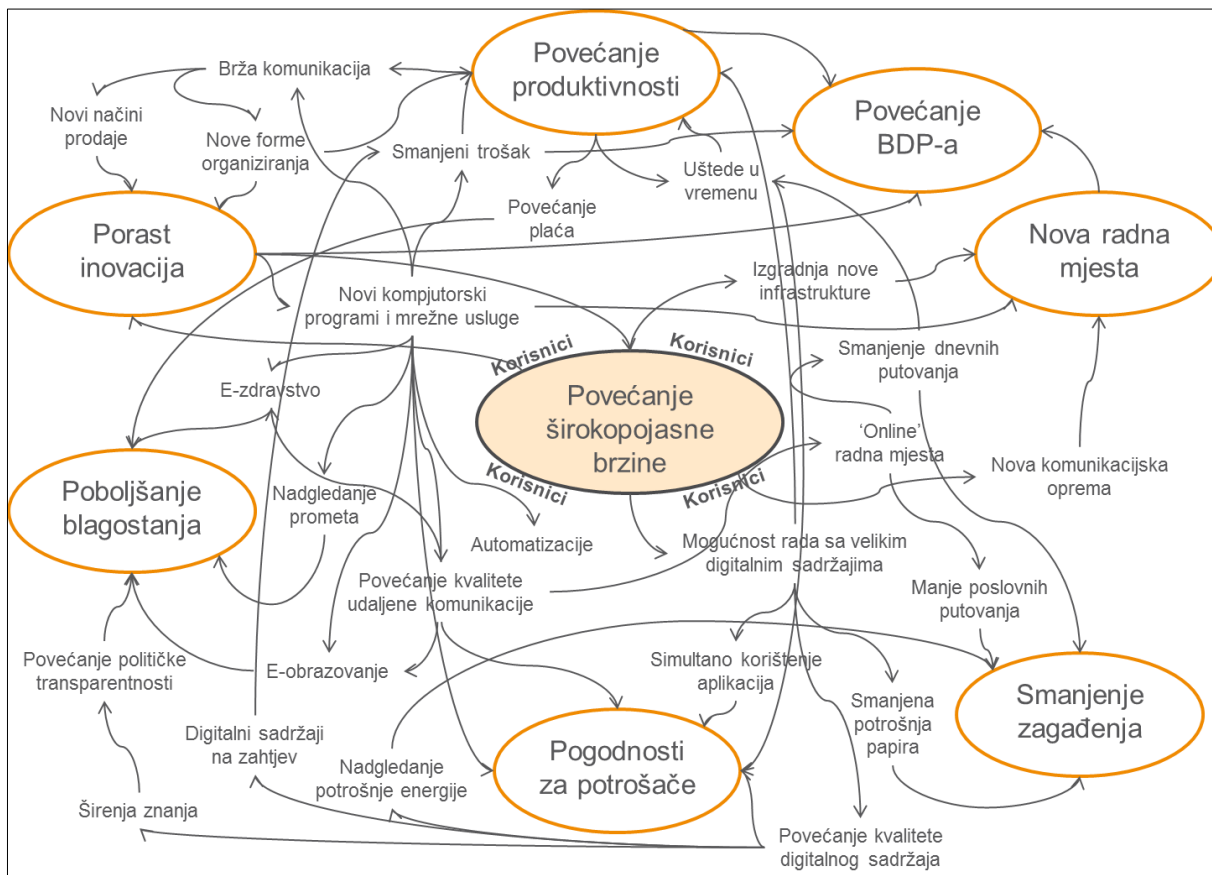 Povećanje
produktivnosti
Brža komunikacija
Povećanje
BDP-a
Novi načini
prodaje
Nove forme
organiziranja
Smanjeni trošak
Uštede u
vremenu
Povećanje
plaća
Porast
inovacija
Nova radna
mjesta
Izgradnja nove
infrastrukture
Novi kompjutorski
programi i mrežne usluge
Korisnici
Korisnici
Smanjenje dnevnih
putovanja
E-zdravstvo
Povećanje
širokopojasne
brzine
‘Online’
radna mjesta
Nova komunikacijska
oprema
Korisnici
Korisnici
Poboljšanje
blagostanja
Nadgledanje
prometa
Automatizacije
Mogućnost rada sa velikim
digitalnim sadržajima
Povećanje kvalitete
udaljene komunikacije
Manje poslovnih
putovanja
Povećanje političke
transparentnosti
E-obrazovanje
Simultano korištenje
aplikacija
Smanjena
potrošnja
papira
Smanjenje
zagađenja
Digitalni sadržaji
na zahtjev
Nadgledanje
potrošnje energije
Pogodnosti
za potrošače
Širenja znanja
Povećanje kvalitete
digitalnog sadržaja